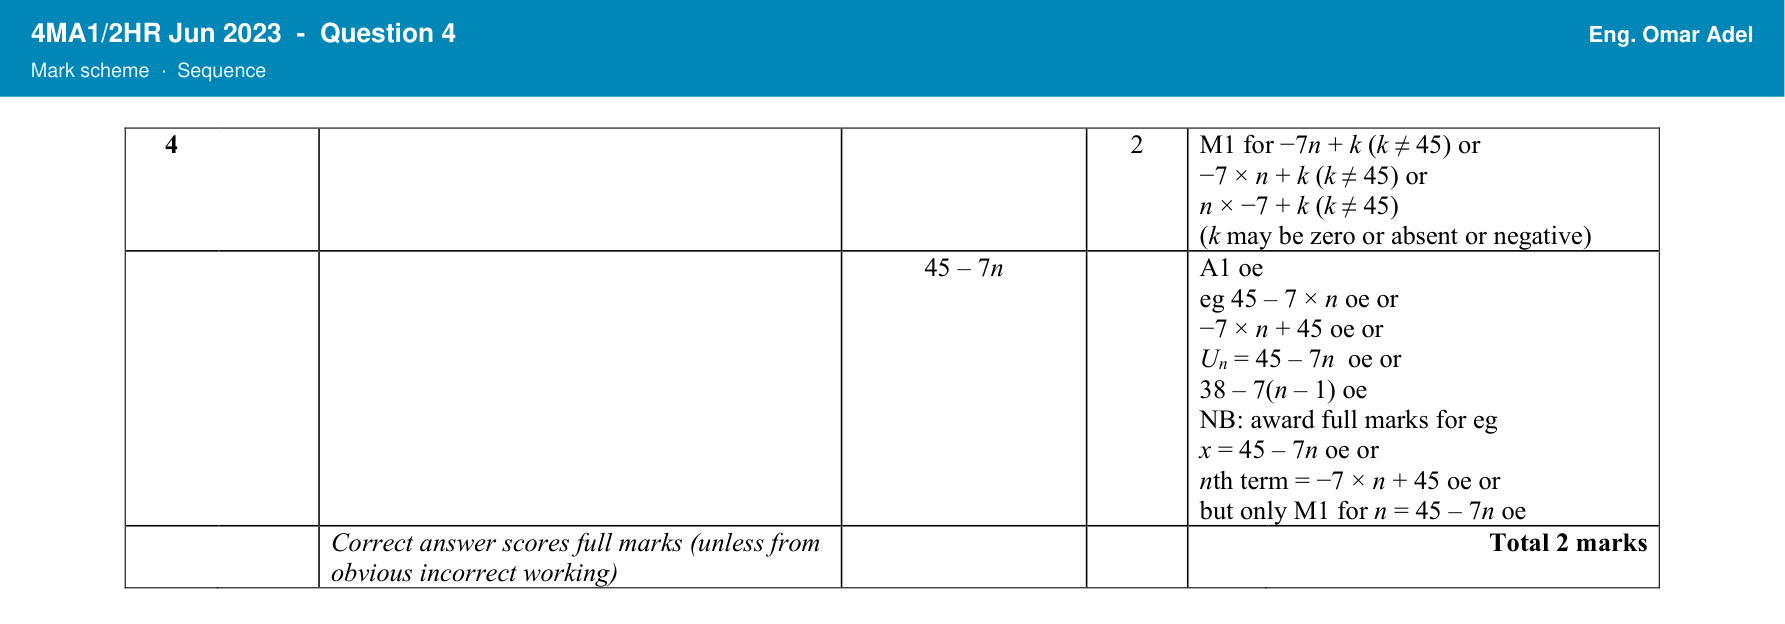 4MA1/2HR Jun 2023 - Question 4
Eng. Omar Adel
Mark scheme · Sequence
4
2
M1 for −7n + k (k ≠ 45) or
−7 × n + k (k ≠ 45) or
n × −7 + k (k ≠ 45)
(k may be zero or absent or negative)
45 – 7n
A1 oe
eg 45 – 7 × n oe or
−7 × n + 45 oe or
Uₙ = 45 – 7n oe or
38 – 7(n – 1) oe
NB: award full marks for eg
x = 45 – 7n oe or
nth term = −7 × n + 45 oe or
but only M1 for n = 45 – 7n oe
Correct answer scores full marks (unless from
obvious incorrect working)
Total 2 marks